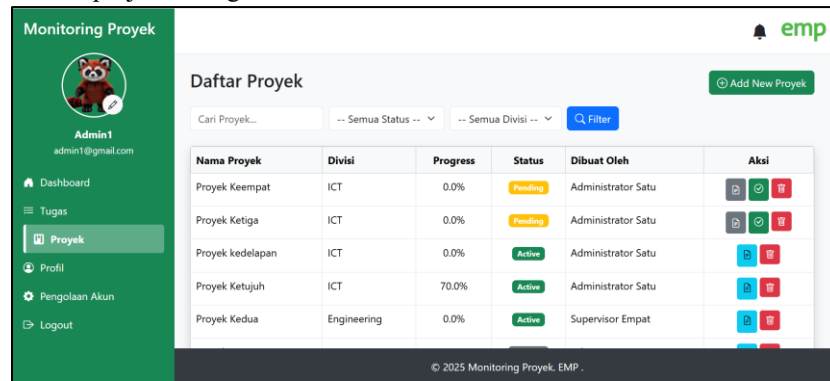 Monitoring Proyek
emp
Admin1
admin1@gmail.com
Dashboard
Tugas
Proyek
Profil
Pengolaan Akun
Logout
Daftar Proyek
Add New Proyek
Cari Proyek...
-- Semua Status --
-- Semua Divisi --
Filter
Nama Proyek Divisi Progress Status Dibuat Oleh Aksi
Proyek Keempat ICT 0.0% Pending Administrator Satu
Proyek Ketiga ICT 0.0% Pending Administrator Satu
Proyek kedelapan ICT 0.0% Active Administrator Satu
Proyek Ketujuh ICT 70.0% Active Administrator Satu
Proyek Kedua Engineering 0.0% Active Supervisor Empat
© 2025 Monitoring Proyek. EMP .